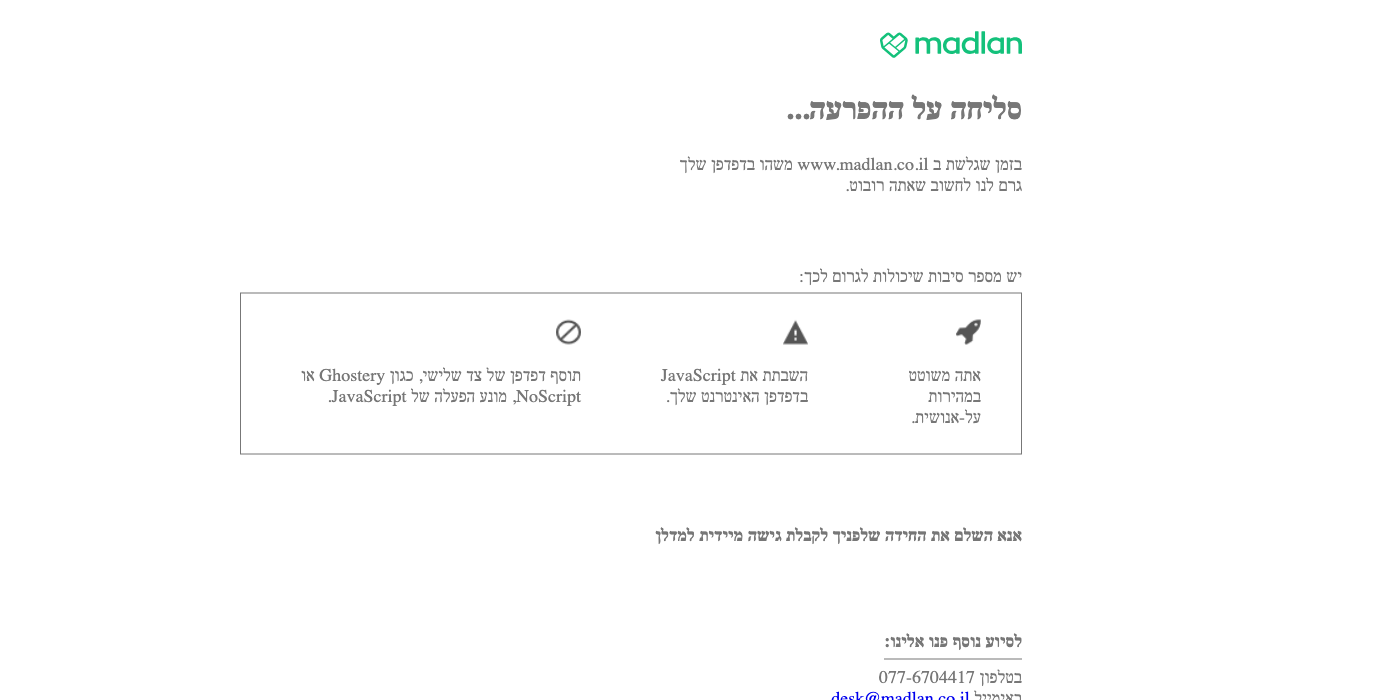 madlan
סליחה על ההפרעה...
בזמן שגלשת ב www.madlan.co.il משהו בדפדפן שלך
גרם לנו לחשוב שאתה רובוט.
יש מספר סיבות שיכולות לגרום לכך:
אתה משוטט
במהירות
על-אנושית.
השבתת את JavaScript
בדפדפן האינטרנט שלך.
תוסף דפדפן של צד שלישי, כגון Ghostery או
NoScript, מונע הפעלה של JavaScript.
אנא השלם את החידה שלפניך לקבלת גישה מיידית למדלן
לסיוע נוסף פנו אלינו:
בטלפון 077-6704417
באימייל desk@madlan.co.il